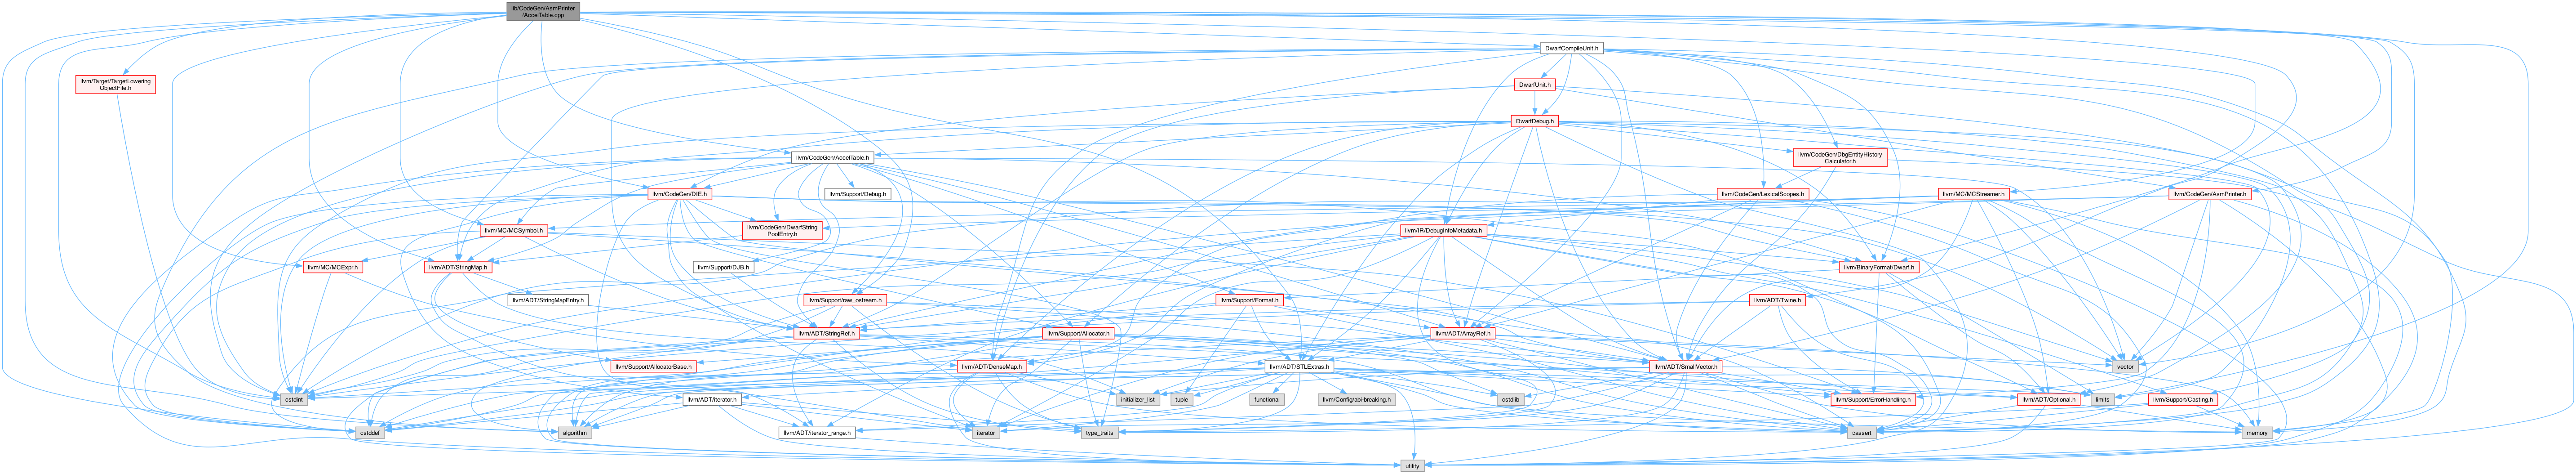 lib/CodeGen/AsmPrinter
/AccelTable.cpp
DwarfCompileUnit.h
llvm/Target/TargetLowering
ObjectFile.h
DwarfUnit.h
DwarfDebug.h
llvm/CodeGen/AccelTable.h
llvm/CodeGen/DbgEntityHistory
Calculator.h
llvm/CodeGen/DIE.h
llvm/Support/Debug.h
llvm/CodeGen/LexicalScopes.h
llvm/MC/MCStreamer.h
llvm/CodeGen/AsmPrinter.h
llvm/MC/MCSymbol.h
llvm/CodeGen/DwarfString
PoolEntry.h
llvm/IR/DebugInfoMetadata.h
llvm/MC/MCExpr.h
llvm/ADT/StringMap.h
llvm/Support/DJB.h
llvm/BinaryFormat/Dwarf.h
llvm/ADT/StringMapEntry.h
llvm/Support/raw_ostream.h
llvm/Support/Format.h
llvm/ADT/Twine.h
llvm/ADT/StringRef.h
llvm/Support/Allocator.h
llvm/ADT/ArrayRef.h
llvm/Support/AllocatorBase.h
llvm/ADT/DenseMap.h
llvm/ADT/STLExtras.h
llvm/ADT/SmallVector.h
vector
cstdint
llvm/ADT/iterator.h
initializer_list
tuple
functional
llvm/Config/abi-breaking.h
cstdlib
llvm/Support/ErrorHandling.h
llvm/ADT/Optional.h
limits
llvm/Support/Casting.h
cstddef
algorithm
llvm/ADT/iterator_range.h
iterator
type_traits
cassert
memory
utility